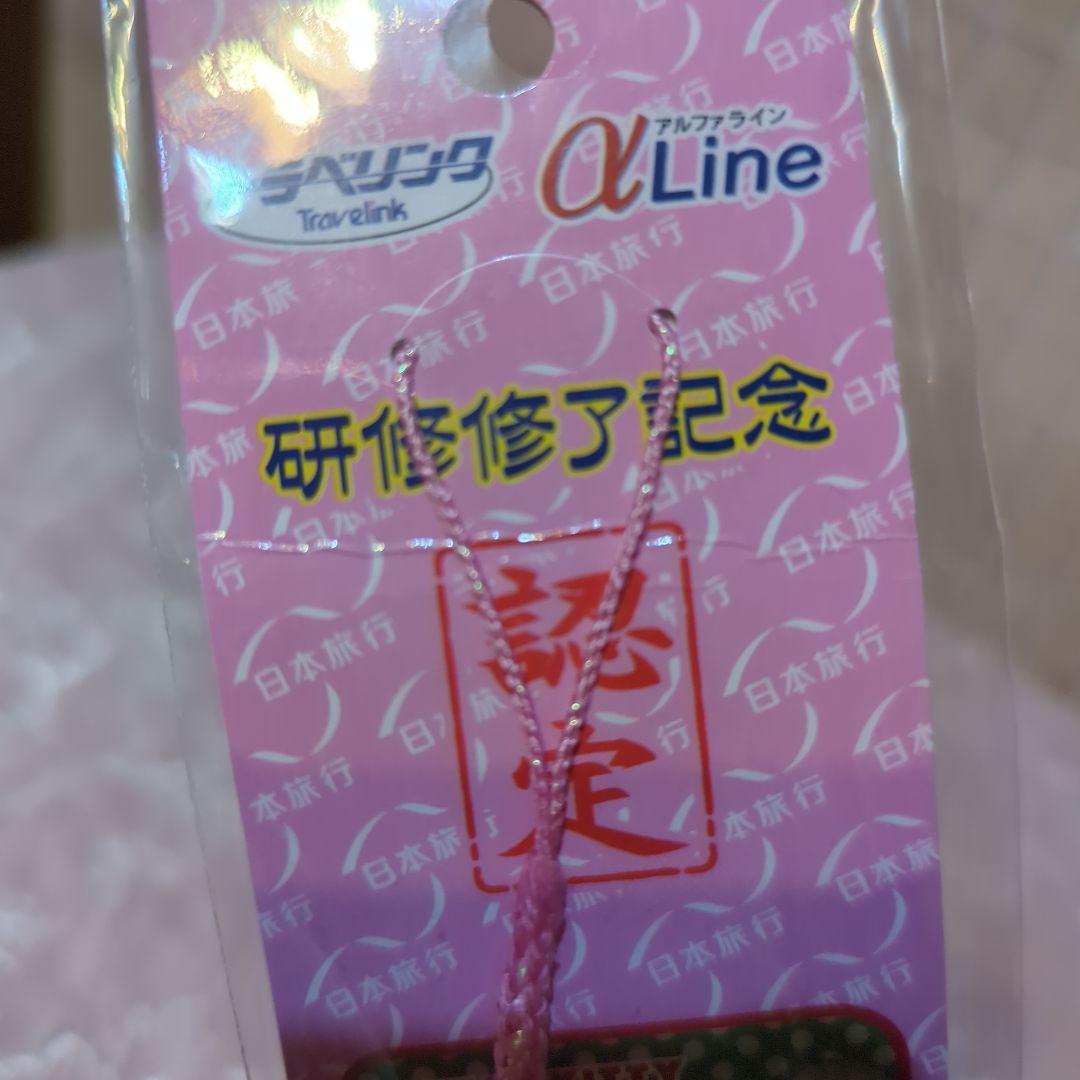 アルファライン
トラベリンク
αLine
Travelink
研修修了記念
認定
日本旅行